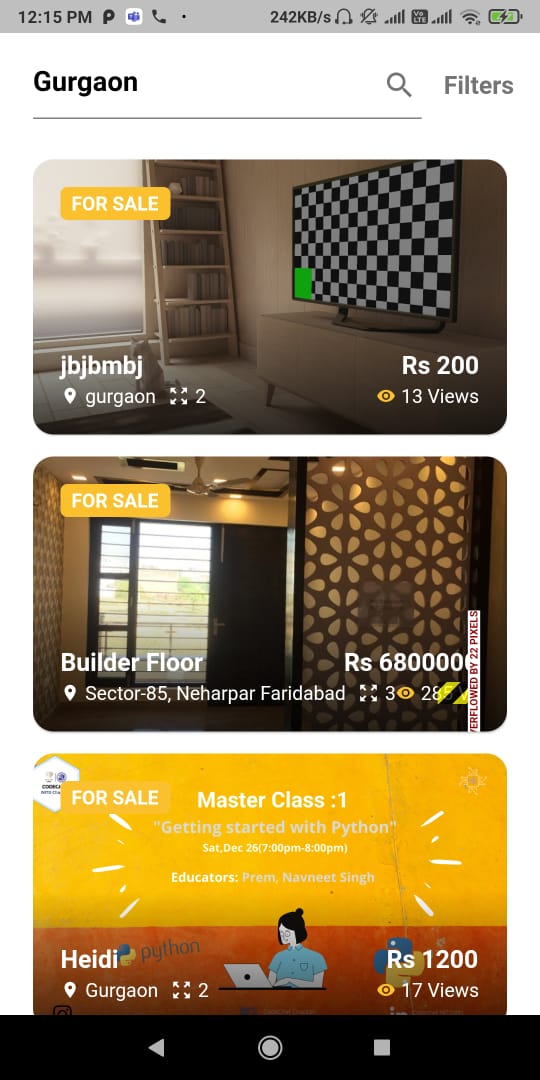 12:15 PM
242KB/s
Vo LTE
Gurgaon
Filters
FOR SALE
jbjbmbj
Rs 200
gurgaon 2
13 Views
FOR SALE
Builder Floor
Rs 680000
Sector-85, Neharpar Faridabad 3
285
VERFLOWED BY 22 PIXELS
FOR SALE
Master Class :1
"Getting started with Python"
Sat,Dec 26(7:00pm-8:00pm)
Educators: Prem, Navneet Singh
python
Heidi
Rs 1200
Gurgaon 2
17 Views